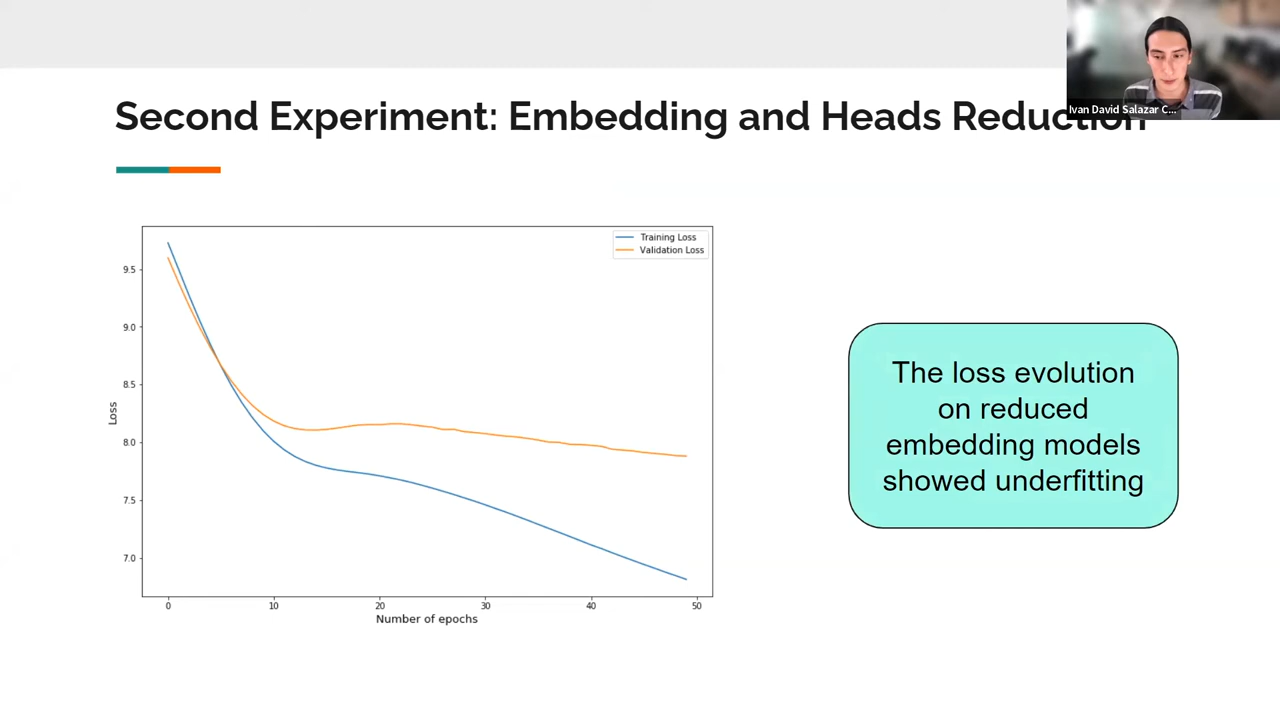 Second Experiment: Embedding and Heads Reduction
Ivan David Salazar C...
Training Loss
Validation Loss
9.5
9.0
8.5
8.0
7.5
7.0
Loss
0 10 20 30 40 50
Number of epochs
The loss evolution
on reduced
embedding models
showed underfitting